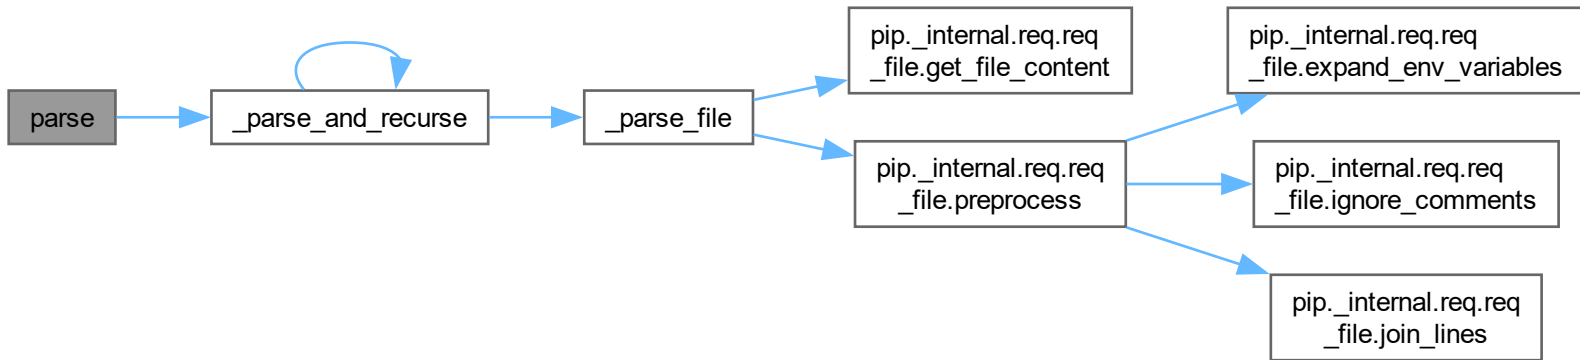 parse
_parse_and_recurse
_parse_file
pip._internal.req.req
_file.get_file_content
pip._internal.req.req
_file.preprocess
pip._internal.req.req
_file.expand_env_variables
pip._internal.req.req
_file.ignore_comments
pip._internal.req.req
_file.join_lines